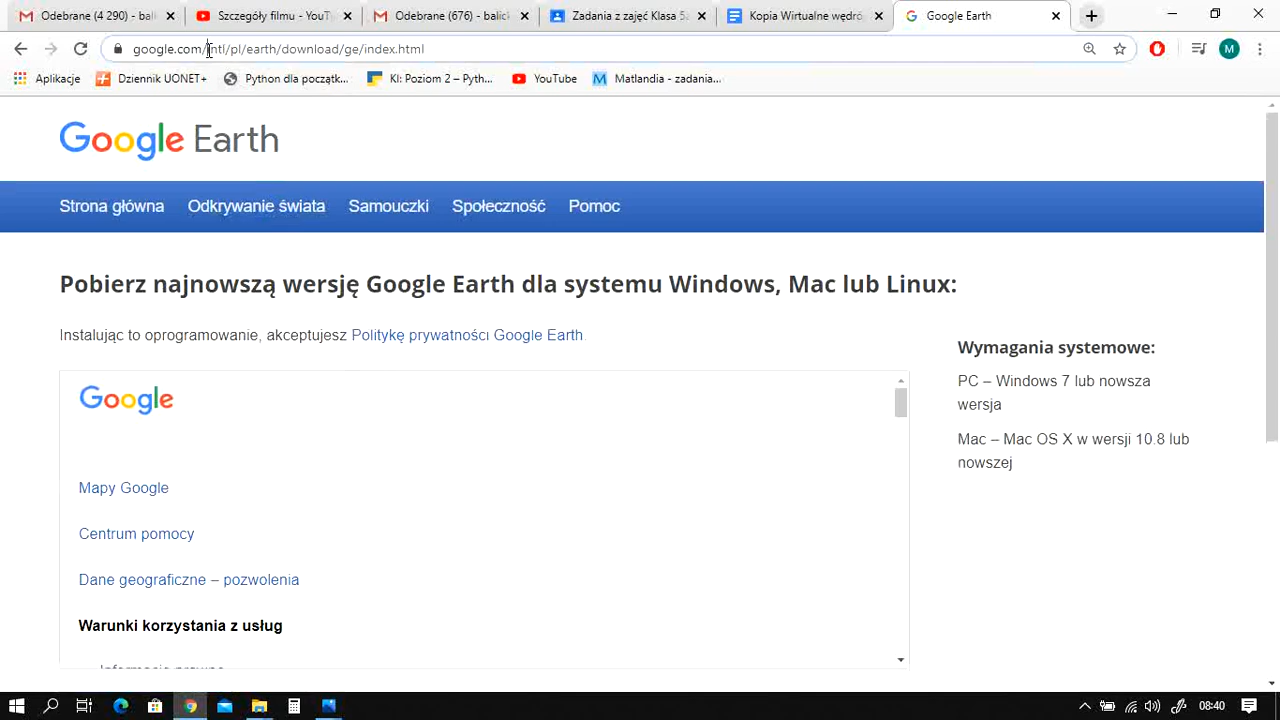 Odebrane (4 290) - bali
Szczegóły filmu - YouT
Odebrane (676) - balick
Zadania z zajęć Klasa 5
Kopia Wirtualne wędró
Google Earth
google.com/intl/pl/earth/download/ge/index.html
M
Aplikacje
Dziennik UONET+
Python dla początk...
KI: Poziom 2 – Pyth...
YouTube
Matlandia - zadania...
Google Earth
Strona główna
Odkrywanie świata
Samouczki
Społeczność
Pomoc
Pobierz najnowszą wersję Google Earth dla systemu Windows, Mac lub Linux:
Instalując to oprogramowanie, akceptujesz Politykę prywatności Google Earth.
Wymagania systemowe:
PC – Windows 7 lub nowsza
wersja
Mac – Mac OS X w wersji 10.8 lub
nowszej
Google
Mapy Google
Centrum pomocy
Dane geograficzne – pozwolenia
Warunki korzystania z usług
Informacje prawne
08:40